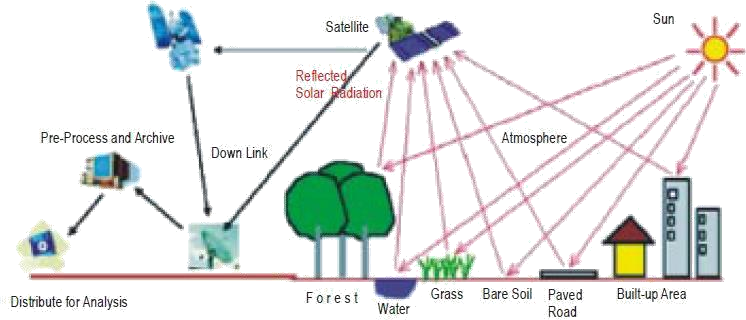 Satellite
Sun
Reflected
Solar Radiation
Pre-Process and Archive
Atmosphere
Down Link
Distribute for Analysis
Forest
Water
Grass
Bare Soil
Paved
Road
Built-up Area